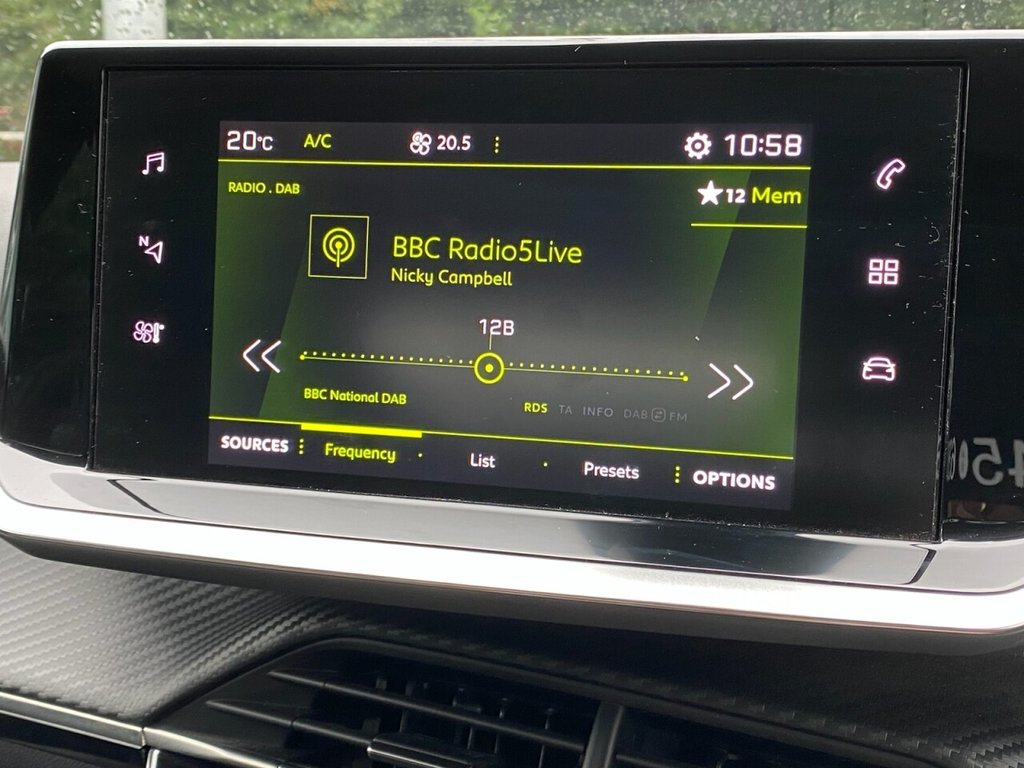 20°C A/C 20.5 10:58
RADIO . DAB
12 Mem
N
BBC Radio5Live
Nicky Campbell
12B
BBC National DAB
RDS TA INFO DAB FM
SOURCES Frequency List Presets OPTIONS